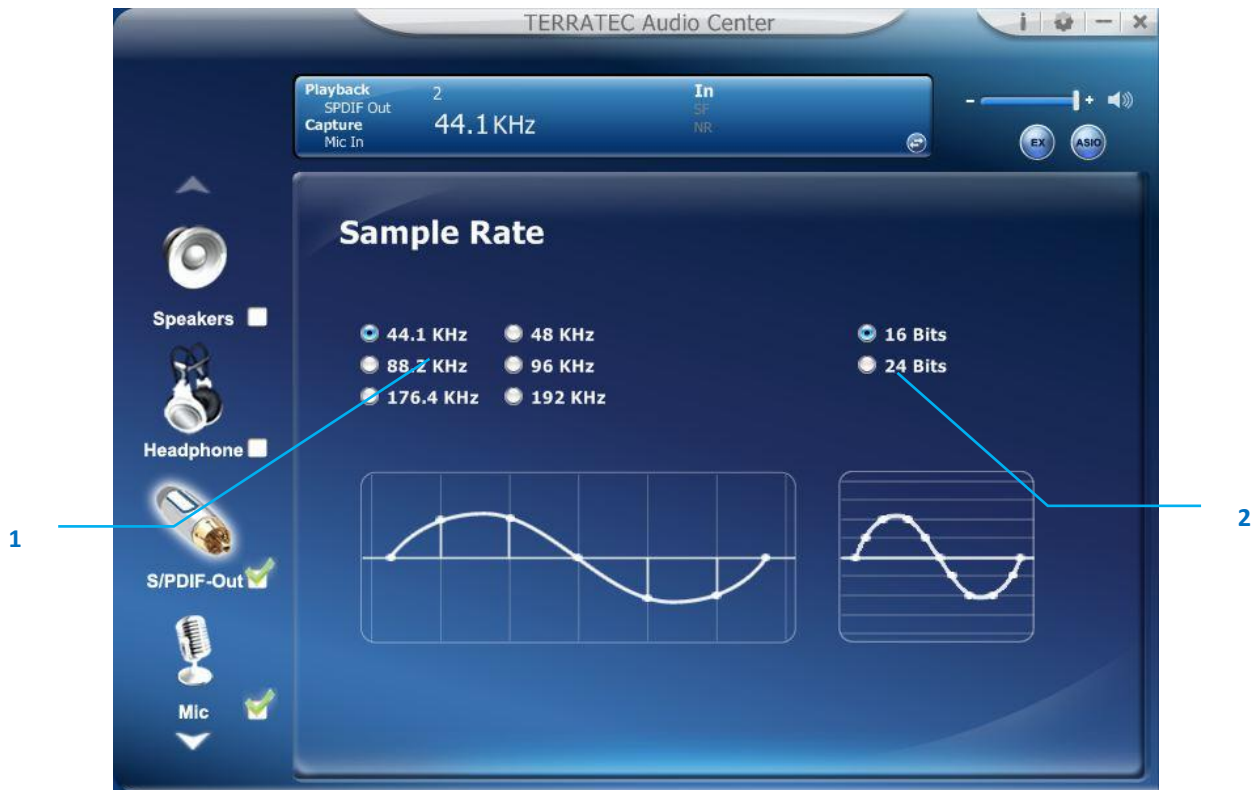 TERRATEC Audio Center
i
Playback 2 In
SPDIF Out SF
Capture 44.1 KHz NR
Mic In
EX ASIO
Sample Rate
Speakers
44.1 KHz 48 KHz 16 Bits
88.2 KHz 96 KHz 24 Bits
176.4 KHz 192 KHz
Headphone
1
2
S/PDIF-Out
Mic